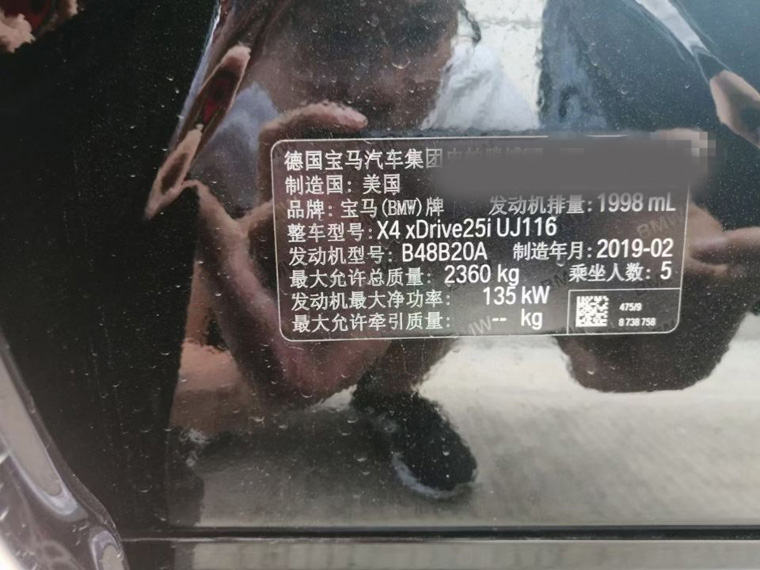 德国宝马汽车集团
制造国：美国
品牌：宝马(BMW)牌 发动机排量：1998 mL
整车型号：X4 xDrive25i UJ116
发动机型号：B48B20A 制造年月：2019-02
最大允许总质量：2360 kg 乘坐人数：5
发动机最大净功率：135 kW
最大允许牵引质量：-- kg
475/9
8 738 758